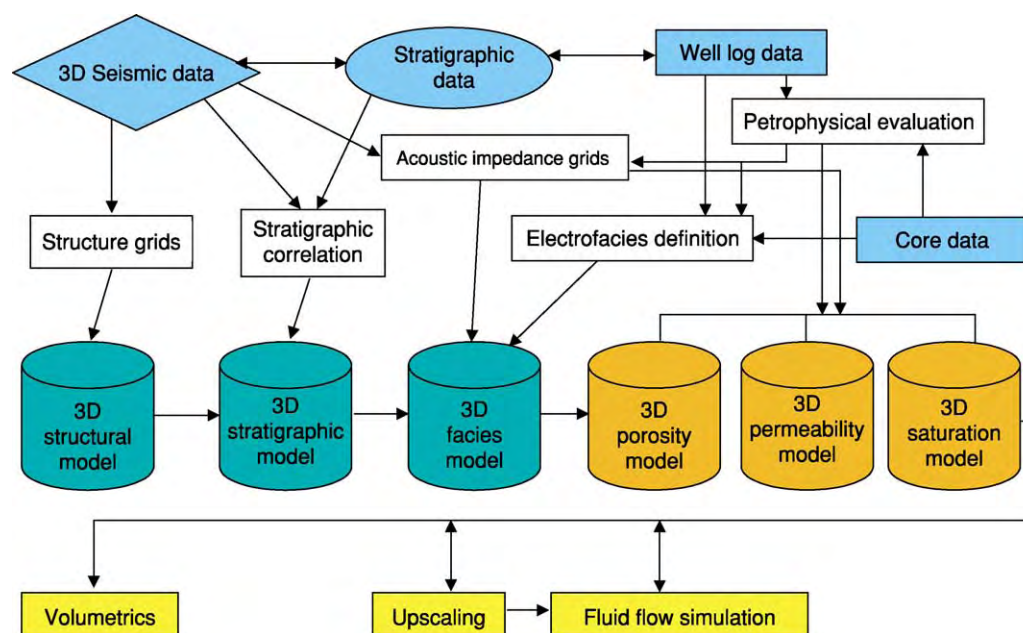 3D Seismic data
Stratigraphic
data
Well log data
Petrophysical evaluation
Acoustic impedance grids
Structure grids
Stratigraphic
correlation
Electrofacies definition
Core data
3D
structural
model
3D
stratigraphic
model
3D
facies
model
3D
porosity
model
3D
permeability
model
3D
saturation
model
Volumetrics
Upscaling
Fluid flow simulation